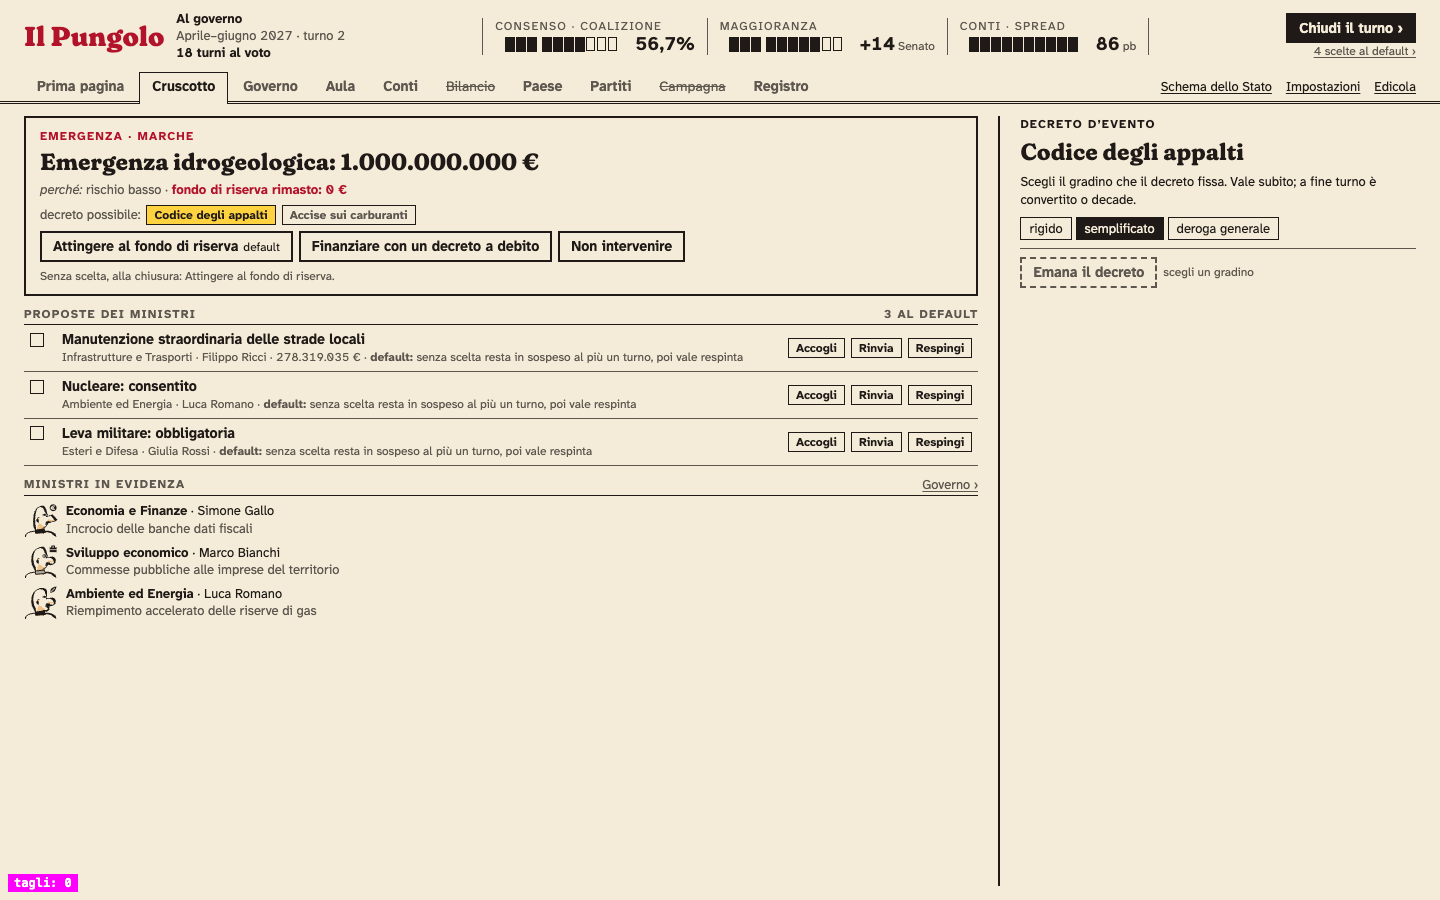 Il Pungolo
Al governo
Aprile–giugno 2027 · turno 2
18 turni al voto
CONSENSO · COALIZIONE
56,7%
MAGGIORANZA
+14 Senato
CONTI · SPREAD
86 pb
Chiudi il turno ›
4 scelte al default ›
Prima pagina Cruscotto Governo Aula Conti Bilancio Paese Partiti Campagna Registro
Schema dello Stato Impostazioni Edicola
EMERGENZA · MARCHE
Emergenza idrogeologica: 1.000.000.000 €
perché: rischio basso · fondo di riserva rimasto: 0 €
decreto possibile: Codice degli appalti Accise sui carburanti
Attingere al fondo di riserva default Finanziare con un decreto a debito Non intervenire
Senza scelta, alla chiusura: Attingere al fondo di riserva.
PROPOSTE DEI MINISTRI 3 AL DEFAULT
Manutenzione straordinaria delle strade locali
Infrastrutture e Trasporti · Filippo Ricci · 278.319.035 € · default: senza scelta resta in sospeso al più un turno, poi vale respinta
Accogli Rinvia Respingi
Nucleare: consentito
Ambiente ed Energia · Luca Romano · default: senza scelta resta in sospeso al più un turno, poi vale respinta
Accogli Rinvia Respingi
Leva militare: obbligatoria
Esteri e Difesa · Giulia Rossi · default: senza scelta resta in sospeso al più un turno, poi vale respinta
Accogli Rinvia Respingi
MINISTRI IN EVIDENZA Governo ›
Economia e Finanze · Simone Gallo
Incrocio delle banche dati fiscali
Sviluppo economico · Marco Bianchi
Commesse pubbliche alle imprese del territorio
Ambiente ed Energia · Luca Romano
Riempimento accelerato delle riserve di gas
DECRETO D'EVENTO
Codice degli appalti
Scegli il gradino che il decreto fissa. Vale subito; a fine turno è
convertito o decade.
rigido semplificato deroga generale
Emana il decreto scegli un gradino
tagli: 0